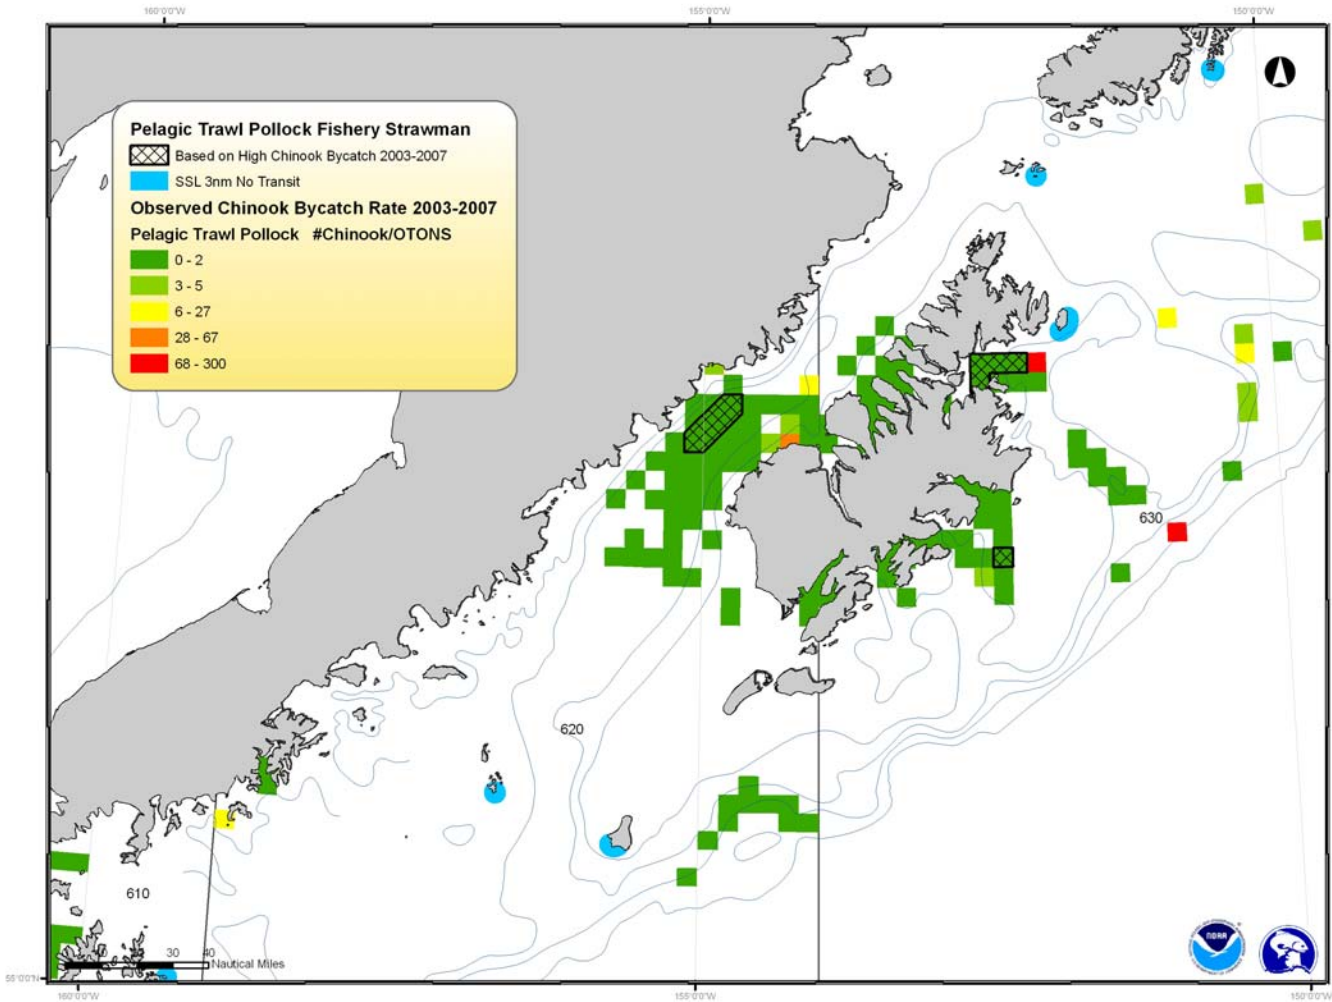 160°0'0"W 155°0'0"W 150°0'0"W
Pelagic Trawl Pollock Fishery Strawman
Based on High Chinook Bycatch 2003-2007
SSL 3nm No Transit
Observed Chinook Bycatch Rate 2003-2007
Pelagic Trawl Pollock #Chinook/OTONS
0 - 2
3 - 5
6 - 27
28 - 67
68 - 300
630
620
610
30 40
Nautical Miles
NOAA
55°0'0"N
160°0'0"W 155°0'0"W 150°0'0"W